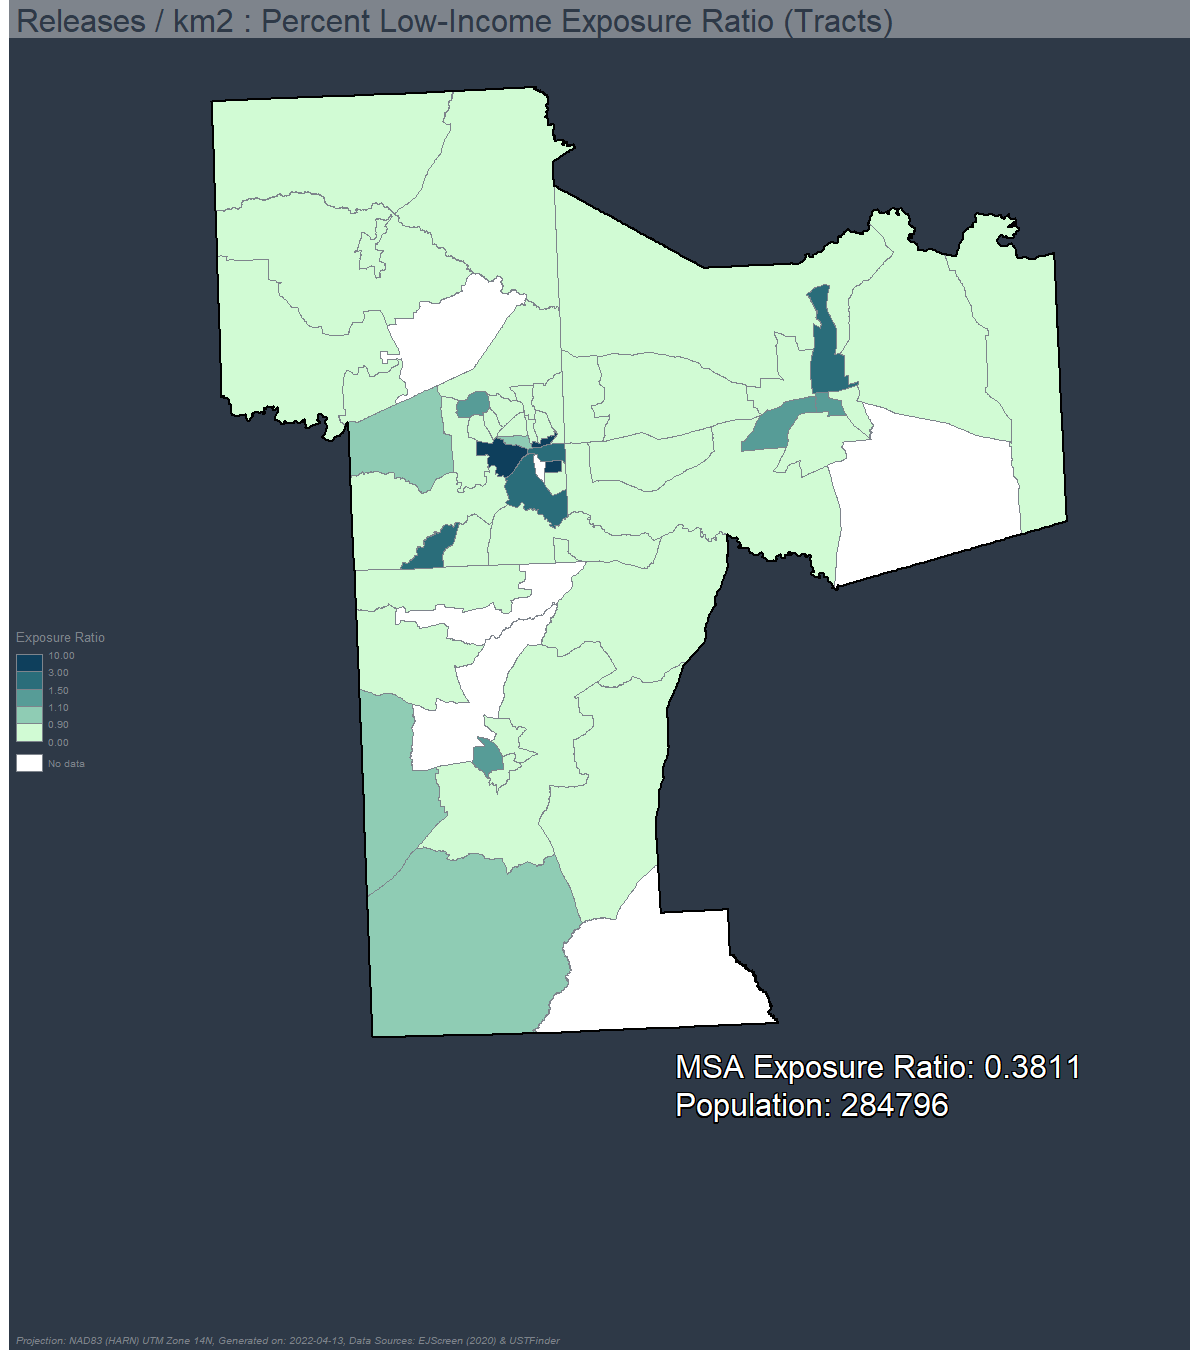 Releases / km2 : Percent Low-Income Exposure Ratio (Tracts)
Exposure Ratio
10.00
3.00
1.50
1.10
0.90
0.00
No data
MSA Exposure Ratio: 0.3811
Population: 284796
Projection: NAD83 (HARN) UTM Zone 14N, Generated on: 2022-04-13, Data Sources: EJScreen (2020) & USTFinder